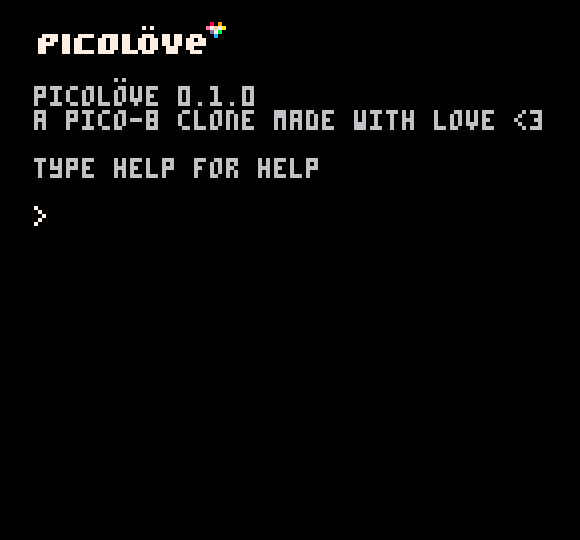 picolöve
PICOLÖVE 0.1.0
A PICO-8 CLONE MADE WITH LOVE <3
TYPE HELP FOR HELP
>